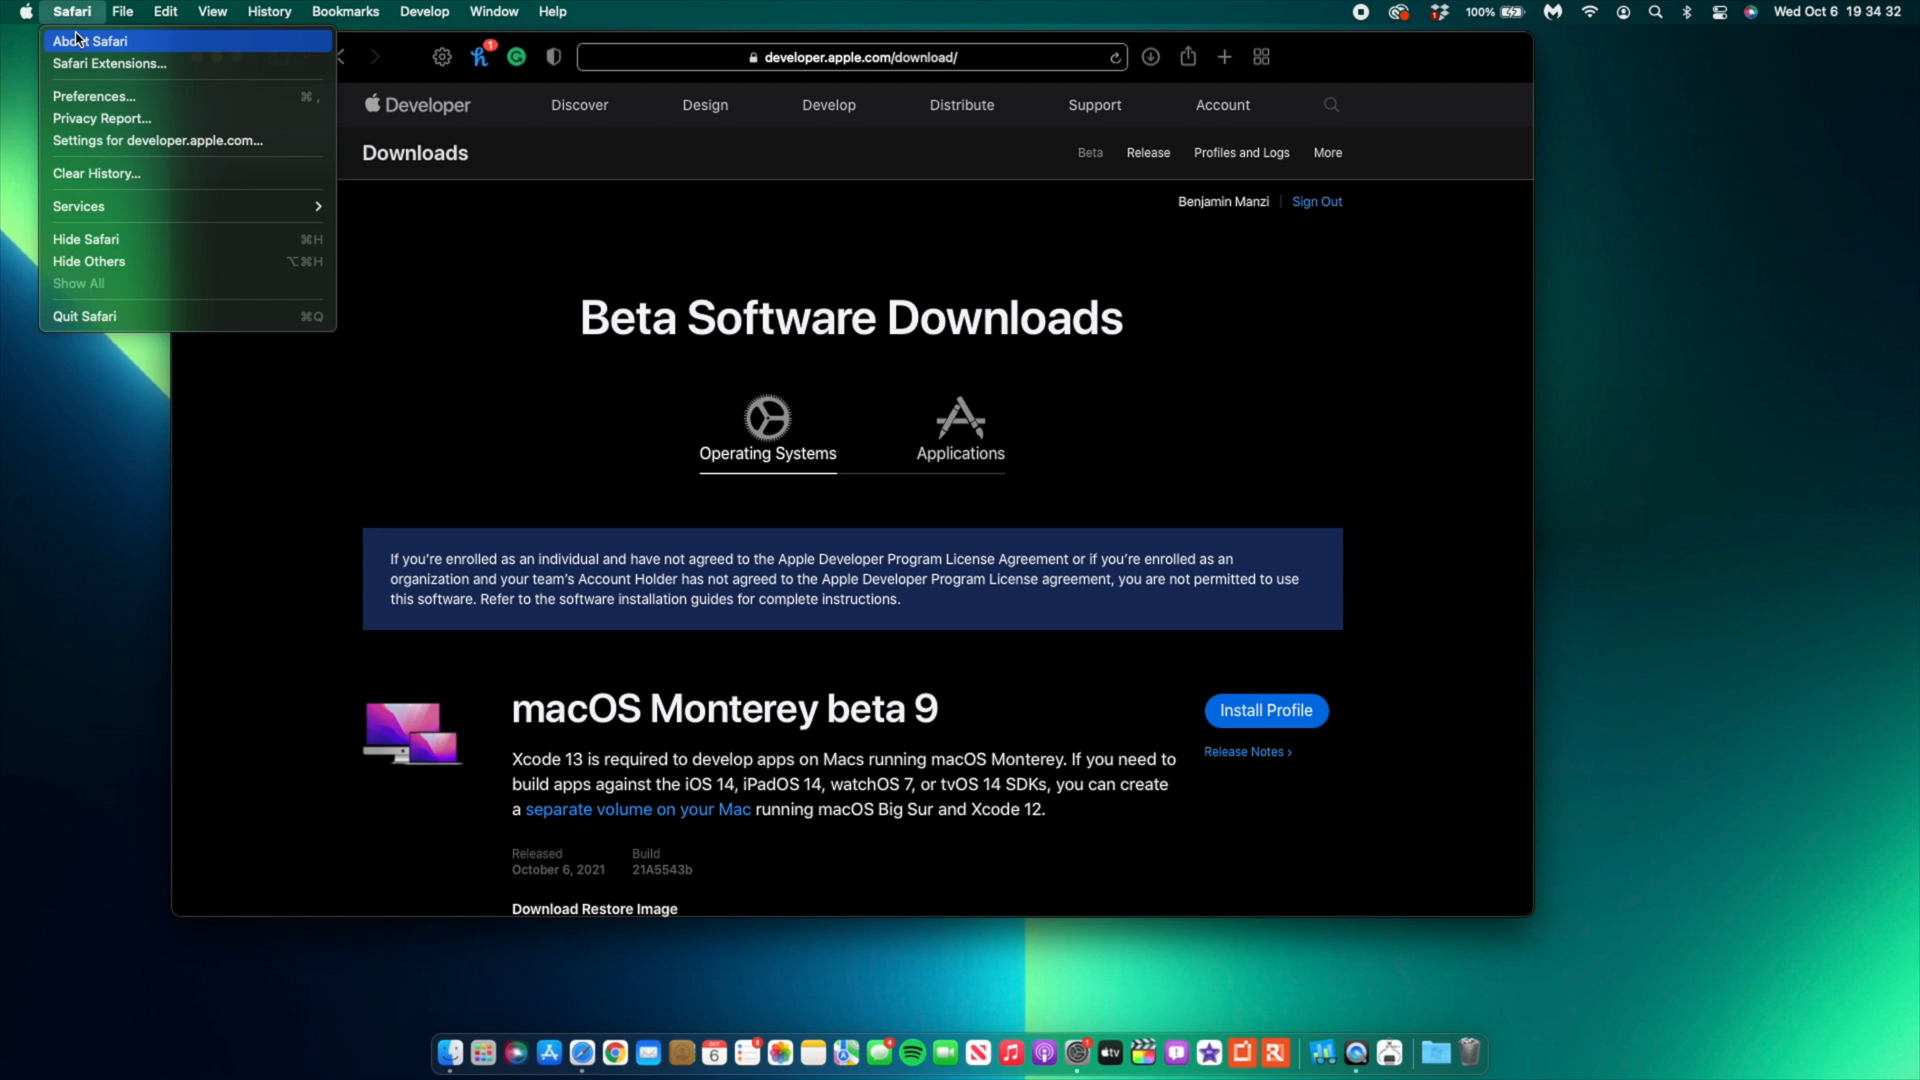 Safari File Edit View History Bookmarks Develop Window Help 100% Wed Oct 6 19 34 32
About Safari
Safari Extensions...
Preferences... ⌘ ,
Privacy Report...
Settings for developer.apple.com...
Clear History...
Services
Hide Safari ⌘H
Hide Others ⌥⌘H
Show All
Quit Safari ⌘Q
1
developer.apple.com/download/
Developer Discover Design Develop Distribute Support Account
Downloads Beta Release Profiles and Logs More
Benjamin Manzi Sign Out
Beta Software Downloads
Operating Systems Applications
If you're enrolled as an individual and have not agreed to the Apple Developer Program License Agreement or if you're enrolled as an
organization and your team's Account Holder has not agreed to the Apple Developer Program License agreement, you are not permitted to use
this software. Refer to the software installation guides for complete instructions.
macOS Monterey beta 9
Install Profile
Release Notes ›
Xcode 13 is required to develop apps on Macs running macOS Monterey. If you need to
build apps against the iOS 14, iPadOS 14, watchOS 7, or tvOS 14 SDKs, you can create
a separate volume on your Mac running macOS Big Sur and Xcode 12.
Released Build
October 6, 2021 21A5543b
Download Restore Image
OCT
6
3
4
1
tv